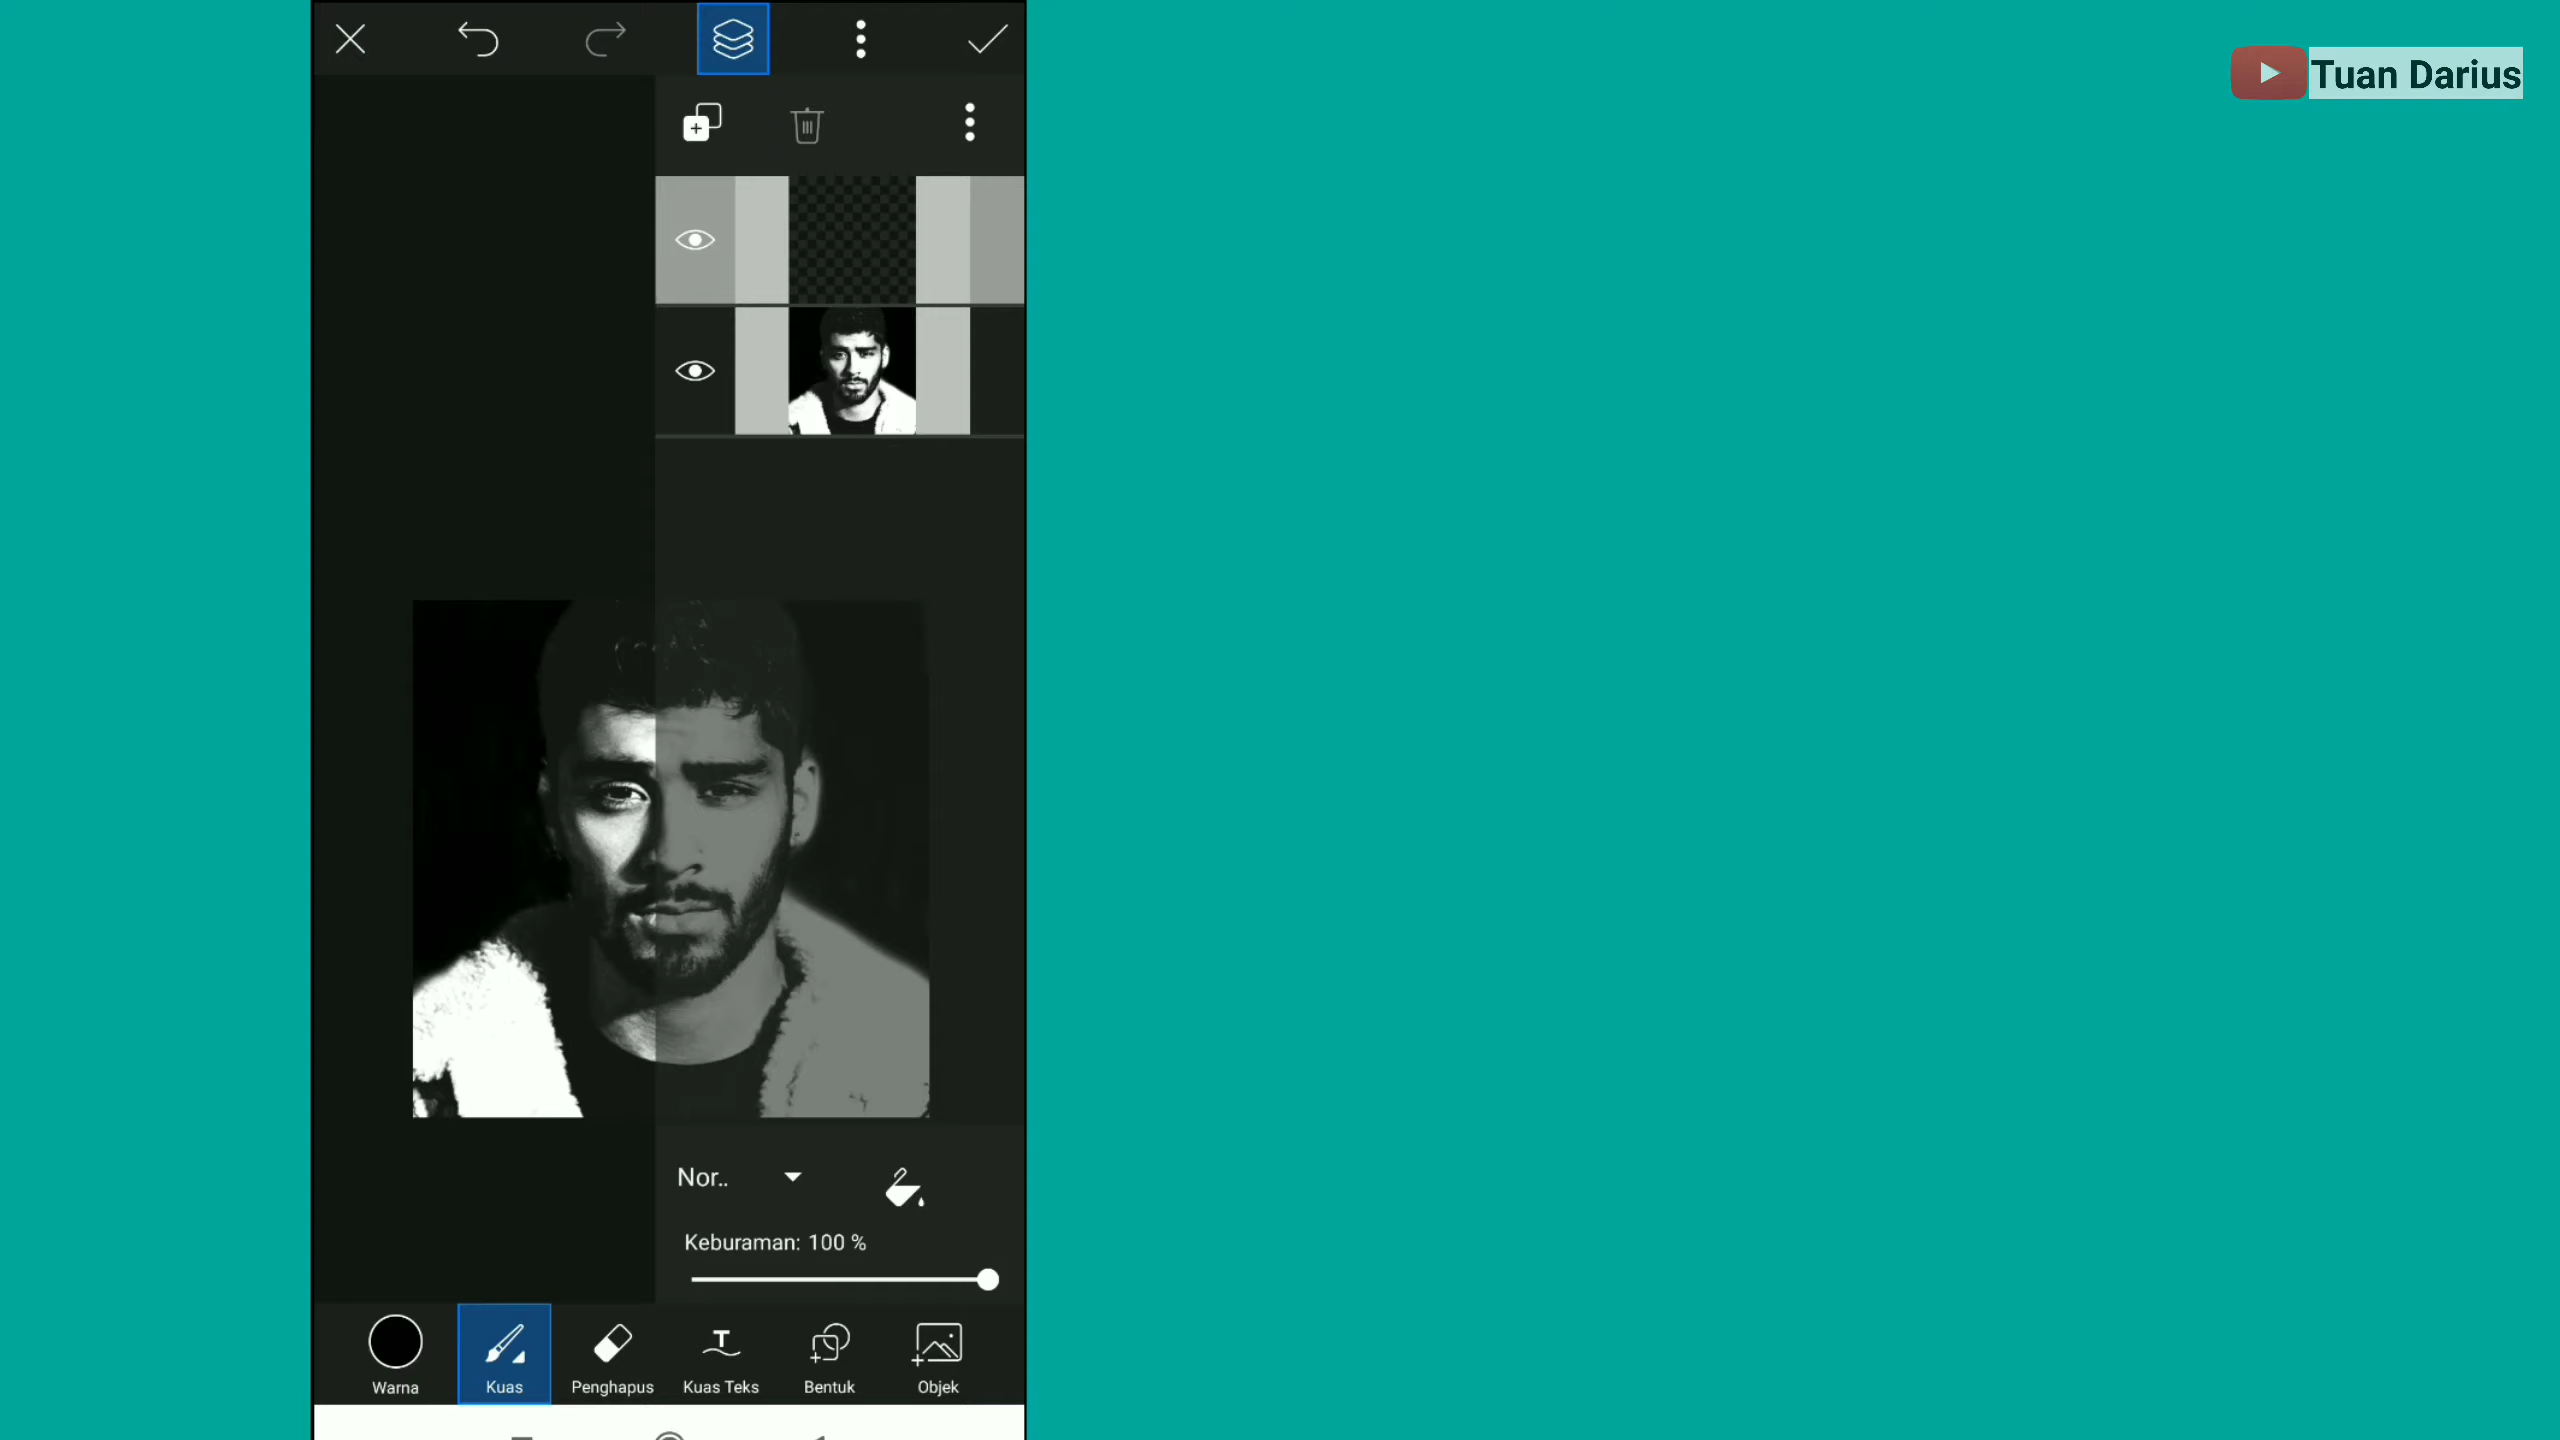 Tuan Darius
Nor..
Keburaman: 100 %
Warna
Kuas
Penghapus
Kuas Teks
Bentuk
Objek